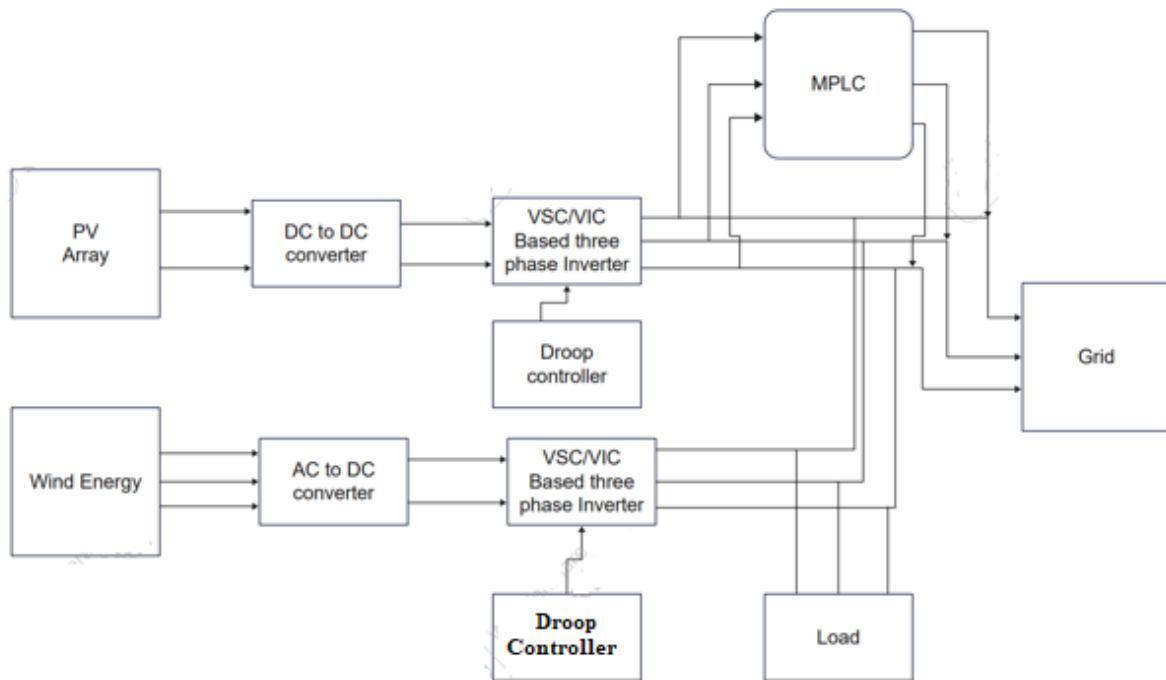 MPLC
PV
Array
DC to DC
converter
VSC/VIC
Based three
phase Inverter
Droop
controller
Grid
Wind Energy
AC to DC
converter
VSC/VIC
Based three
phase Inverter
Droop
Controller
Load